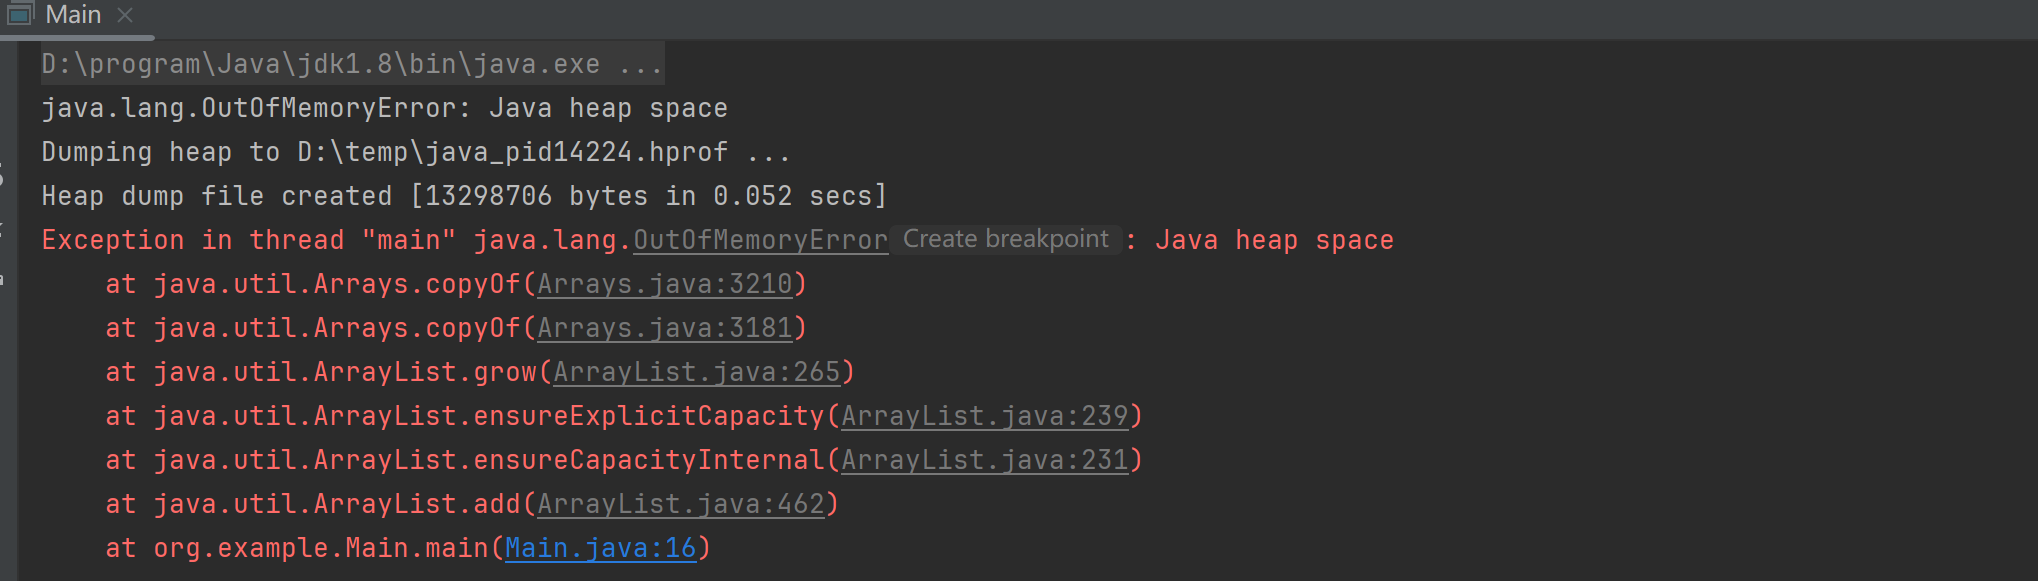 Main
D:\program\Java\jdk1.8\bin\java.exe ...
java.lang.OutOfMemoryError: Java heap space
Dumping heap to D:\temp\java_pid14224.hprof ...
Heap dump file created [13298706 bytes in 0.052 secs]
Exception in thread "main" java.lang.OutOfMemoryError Create breakpoint : Java heap space
    at java.util.Arrays.copyOf(Arrays.java:3210)
    at java.util.Arrays.copyOf(Arrays.java:3181)
    at java.util.ArrayList.grow(ArrayList.java:265)
    at java.util.ArrayList.ensureExplicitCapacity(ArrayList.java:239)
    at java.util.ArrayList.ensureCapacityInternal(ArrayList.java:231)
    at java.util.ArrayList.add(ArrayList.java:462)
    at org.example.Main.main(Main.java:16)